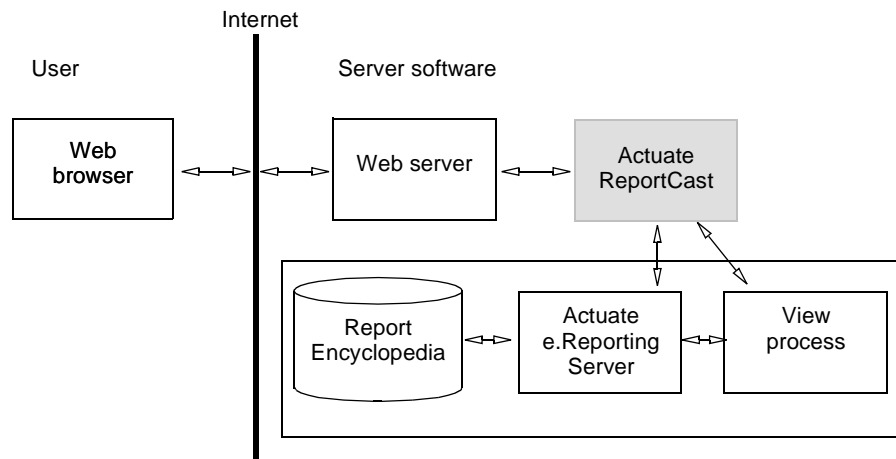 Internet
User
Server software
Web
browser
Web server
Actuate
ReportCast
Report
Encyclopedia
Actuate
e.Reporting
Server
View
process